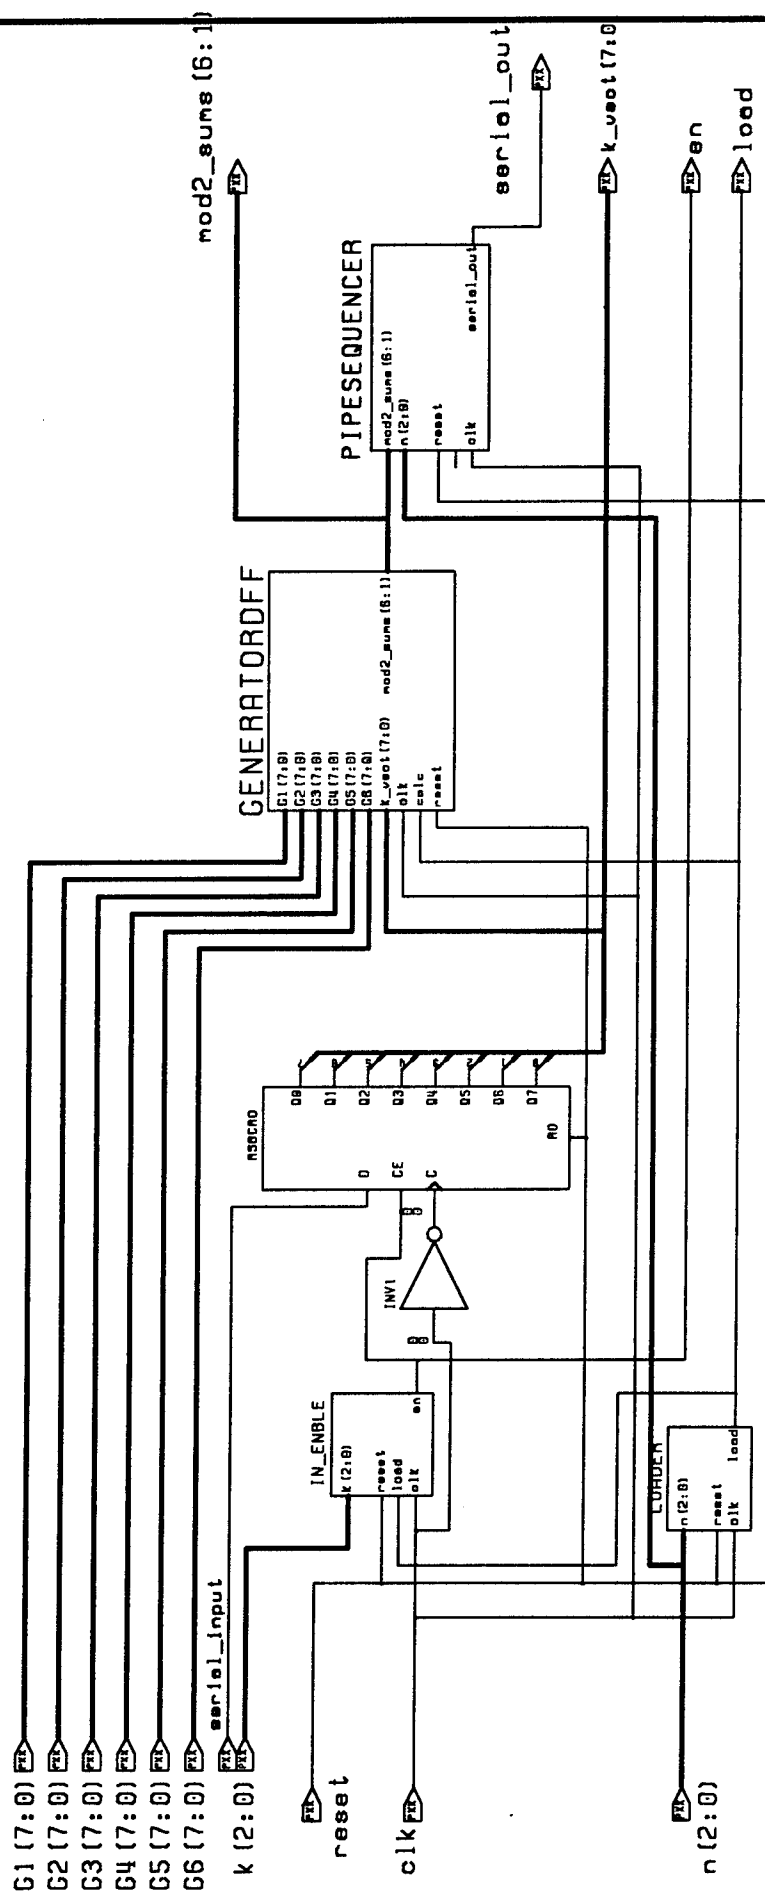 mod2_sums(6:1)
serial_out
k_vect(7:0
en
load
PIPESEQUENCER
mod2_sums(6:1)
n(2:0)
reset
clk
serial_out
GENERATORDFF
G1(7:0)
G2(7:0)
G3(7:0)
G4(7:0)
G5(7:0)
G6(7:0)
k_vect(7:0)
clk
calc
reset
mod2_sums(6:1)
RS8CRD
D
CE
C
Q0
Q1
Q2
Q3
Q4
Q5
Q6
Q7
RD
INV1
IN_ENBLE
k(2:0)
reset
load
clk
en
LOADER
n(2:0)
reset
clk
load
G1(7:0)
G2(7:0)
G3(7:0)
G4(7:0)
G5(7:0)
G6(7:0)
serial_input
k(2:0)
reset
clk
n(2:0)